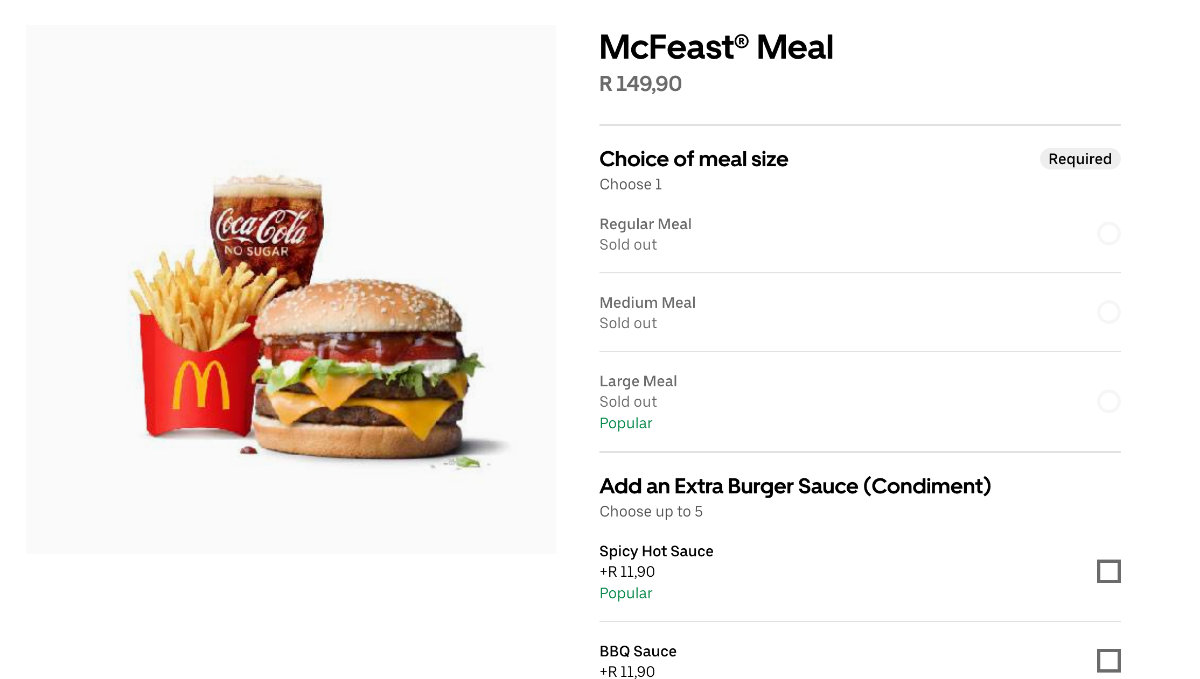 Coca-Cola
NO SUGAR
McFeast® Meal
R 149,90
Choice of meal size
Required
Choose 1
Regular Meal
Sold out
Medium Meal
Sold out
Large Meal
Sold out
Popular
Add an Extra Burger Sauce (Condiment)
Choose up to 5
Spicy Hot Sauce
+R 11,90
Popular
BBQ Sauce
+R 11,90